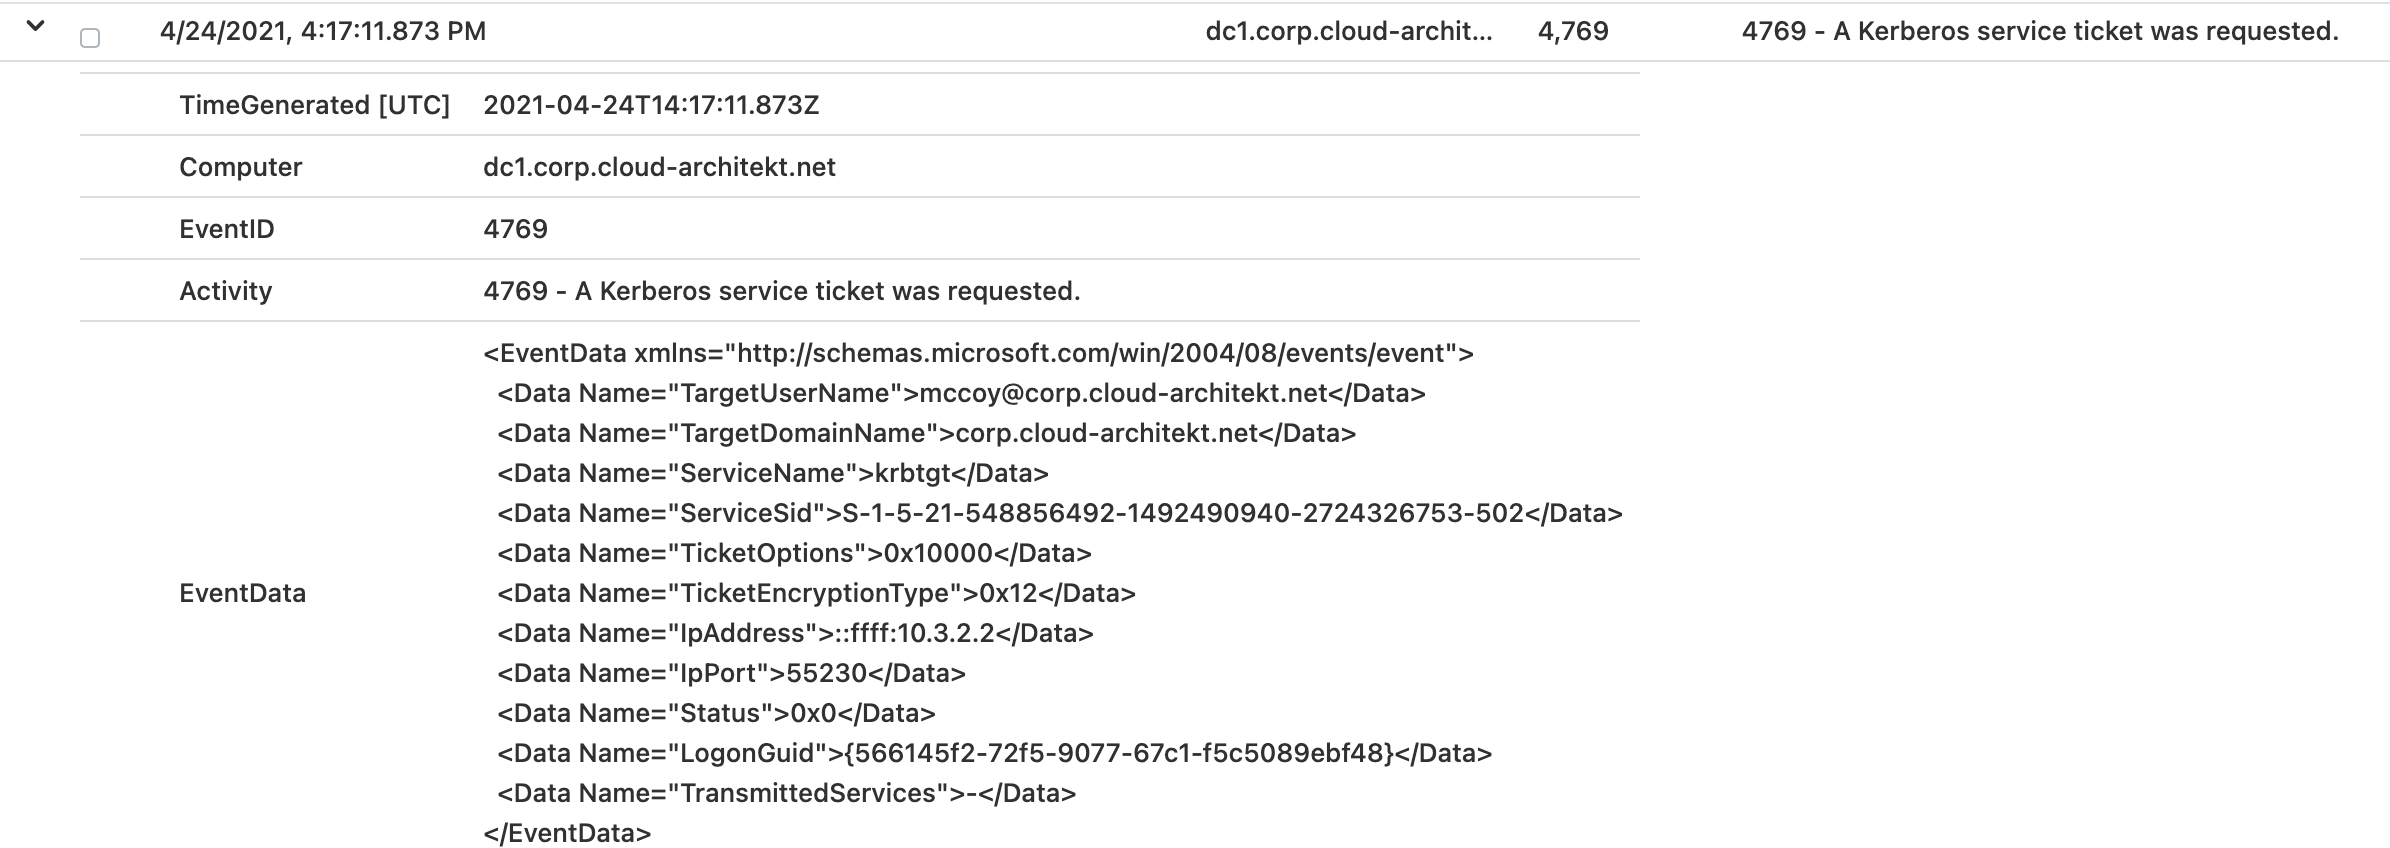 4/24/2021, 4:17:11.873 PM dc1.corp.cloud-archit... 4,769 4769 - A Kerberos service ticket was requested.
TimeGenerated [UTC] 2021-04-24T14:17:11.873Z
Computer dc1.corp.cloud-architekt.net
EventID 4769
Activity 4769 - A Kerberos service ticket was requested.
EventData
<EventData xmlns="http://schemas.microsoft.com/win/2004/08/events/event">
<Data Name="TargetUserName">mccoy@corp.cloud-architekt.net</Data>
<Data Name="TargetDomainName">corp.cloud-architekt.net</Data>
<Data Name="ServiceName">krbtgt</Data>
<Data Name="ServiceSid">S-1-5-21-548856492-1492490940-2724326753-502</Data>
<Data Name="TicketOptions">0x10000</Data>
<Data Name="TicketEncryptionType">0x12</Data>
<Data Name="IpAddress">::ffff:10.3.2.2</Data>
<Data Name="IpPort">55230</Data>
<Data Name="Status">0x0</Data>
<Data Name="LogonGuid">{566145f2-72f5-9077-67c1-f5c5089ebf48}</Data>
<Data Name="TransmittedServices">-</Data>
</EventData>